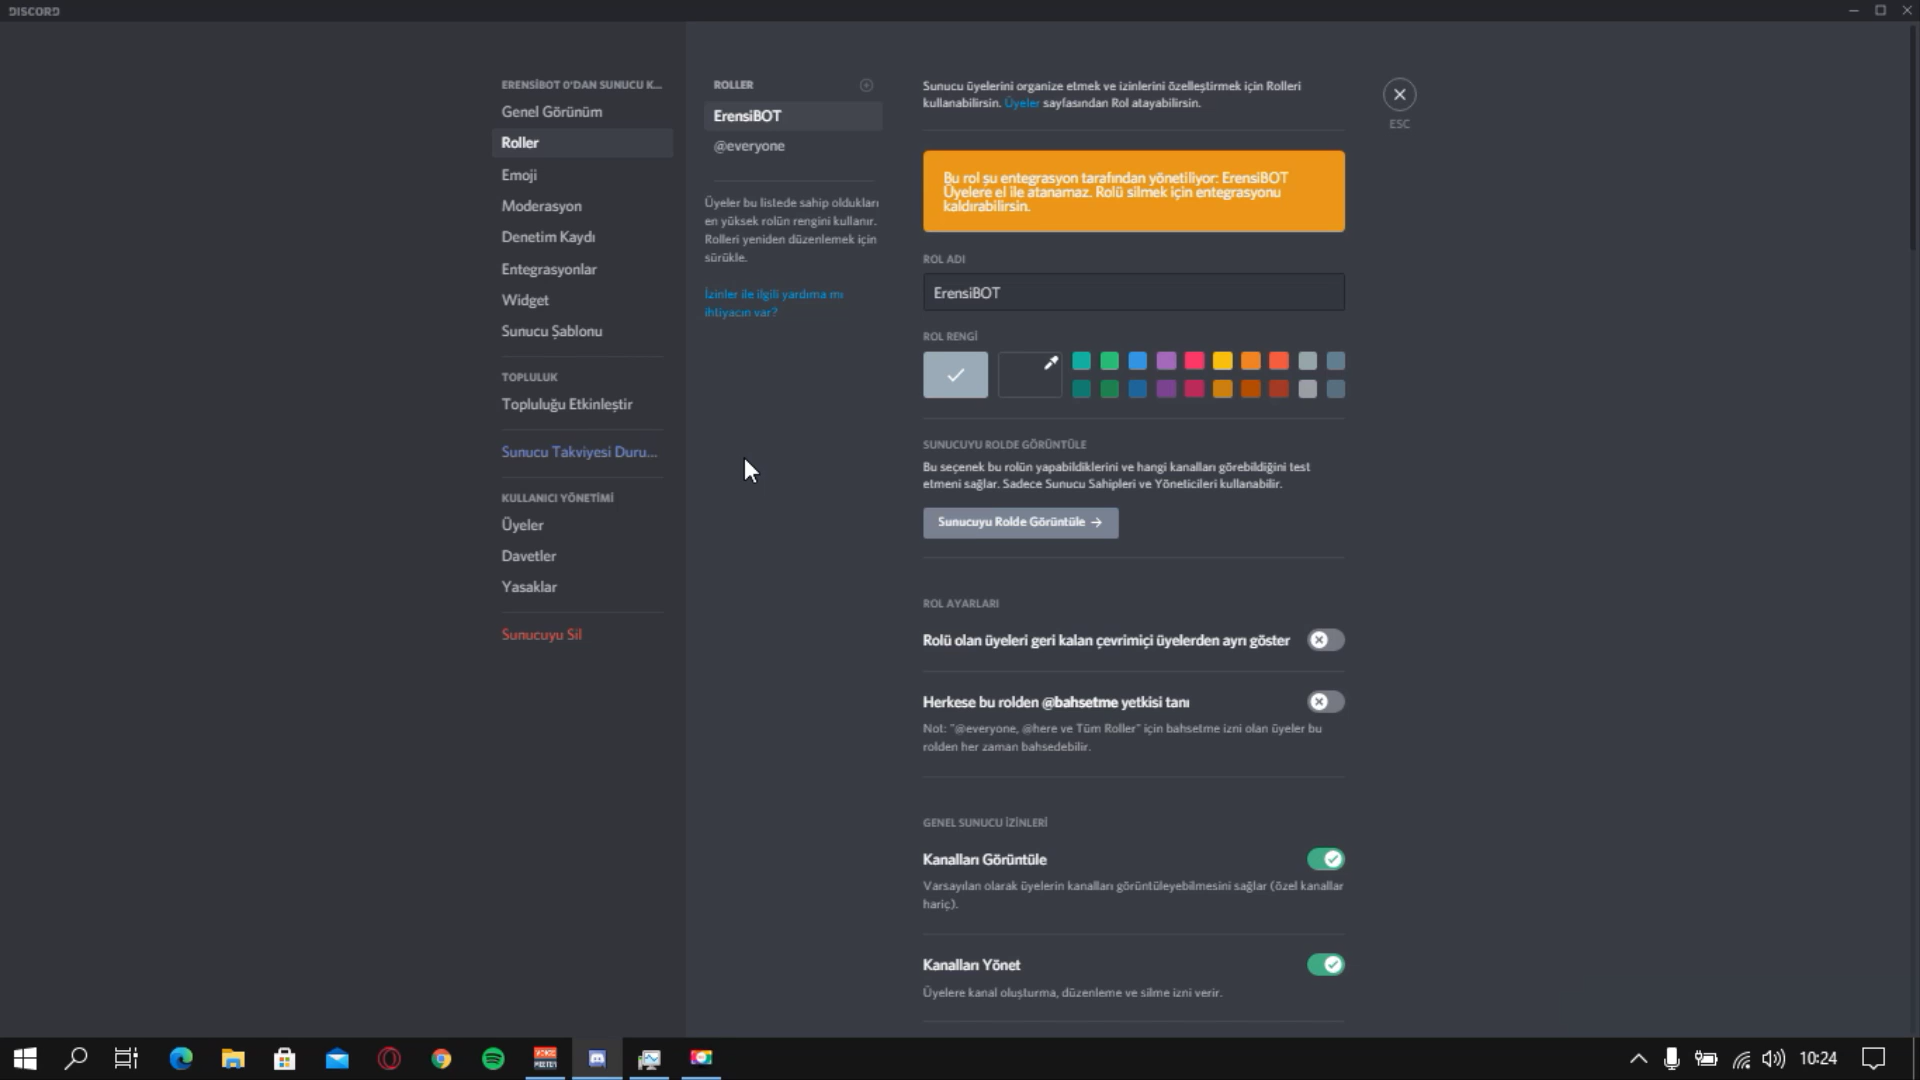 DISCORD
ERENSİBOT 0'DAN SUNUCU K...
Genel Görünüm
Roller
Emoji
Moderasyon
Denetim Kaydı
Entegrasyonlar
Widget
Sunucu Şablonu
TOPLULUK
Topluluğu Etkinleştir
Sunucu Takviyesi Duru...
KULLANICI YÖNETİMİ
Üyeler
Davetler
Yasaklar
Sunucuyu Sil
ROLLER
ErensiBOT
@everyone
Üyeler bu listede sahip oldukları
en yüksek rolün rengini kullanır.
Rolleri yeniden düzenlemek için
sürükle.
İzinler ile ilgili yardıma mı
ihtiyacın var?
Sunucu üyelerini organize etmek ve izinlerini özelleştirmek için Rolleri
kullanabilirsin. Üyeler sayfasından Rol atayabilirsin.
Bu rol şu entegrasyon tarafından yönetiliyor: ErensiBOT
Üyelere el ile atanamaz. Rolü silmek için entegrasyonu
kaldırabilirsin.
ROL ADI
ErensiBOT
ROL RENGİ
SUNUCUYU ROLDE GÖRÜNTÜLE
Bu seçenek bu rolün yapabildiklerini ve hangi kanalları görebildiğini test
etmeni sağlar. Sadece Sunucu Sahipleri ve Yöneticileri kullanabilir.
Sunucuyu Rolde Görüntüle →
ROL AYARLARI
Rolü olan üyeleri geri kalan çevrimiçi üyelerden ayrı göster
Herkese bu rolden @bahsetme yetkisi tanı
Not: "@everyone, @here ve Tüm Roller" için bahsetme izni olan üyeler bu
rolden her zaman bahsedebilir.
GENEL SUNUCU İZİNLERİ
Kanalları Görüntüle
Varsayılan olarak üyelerin kanalları görüntüleyebilmesini sağlar (özel kanallar
hariç).
Kanalları Yönet
Üyelere kanal oluşturma, düzenleme ve silme izni verir.
ESC
VOICE
MEETER
10:24